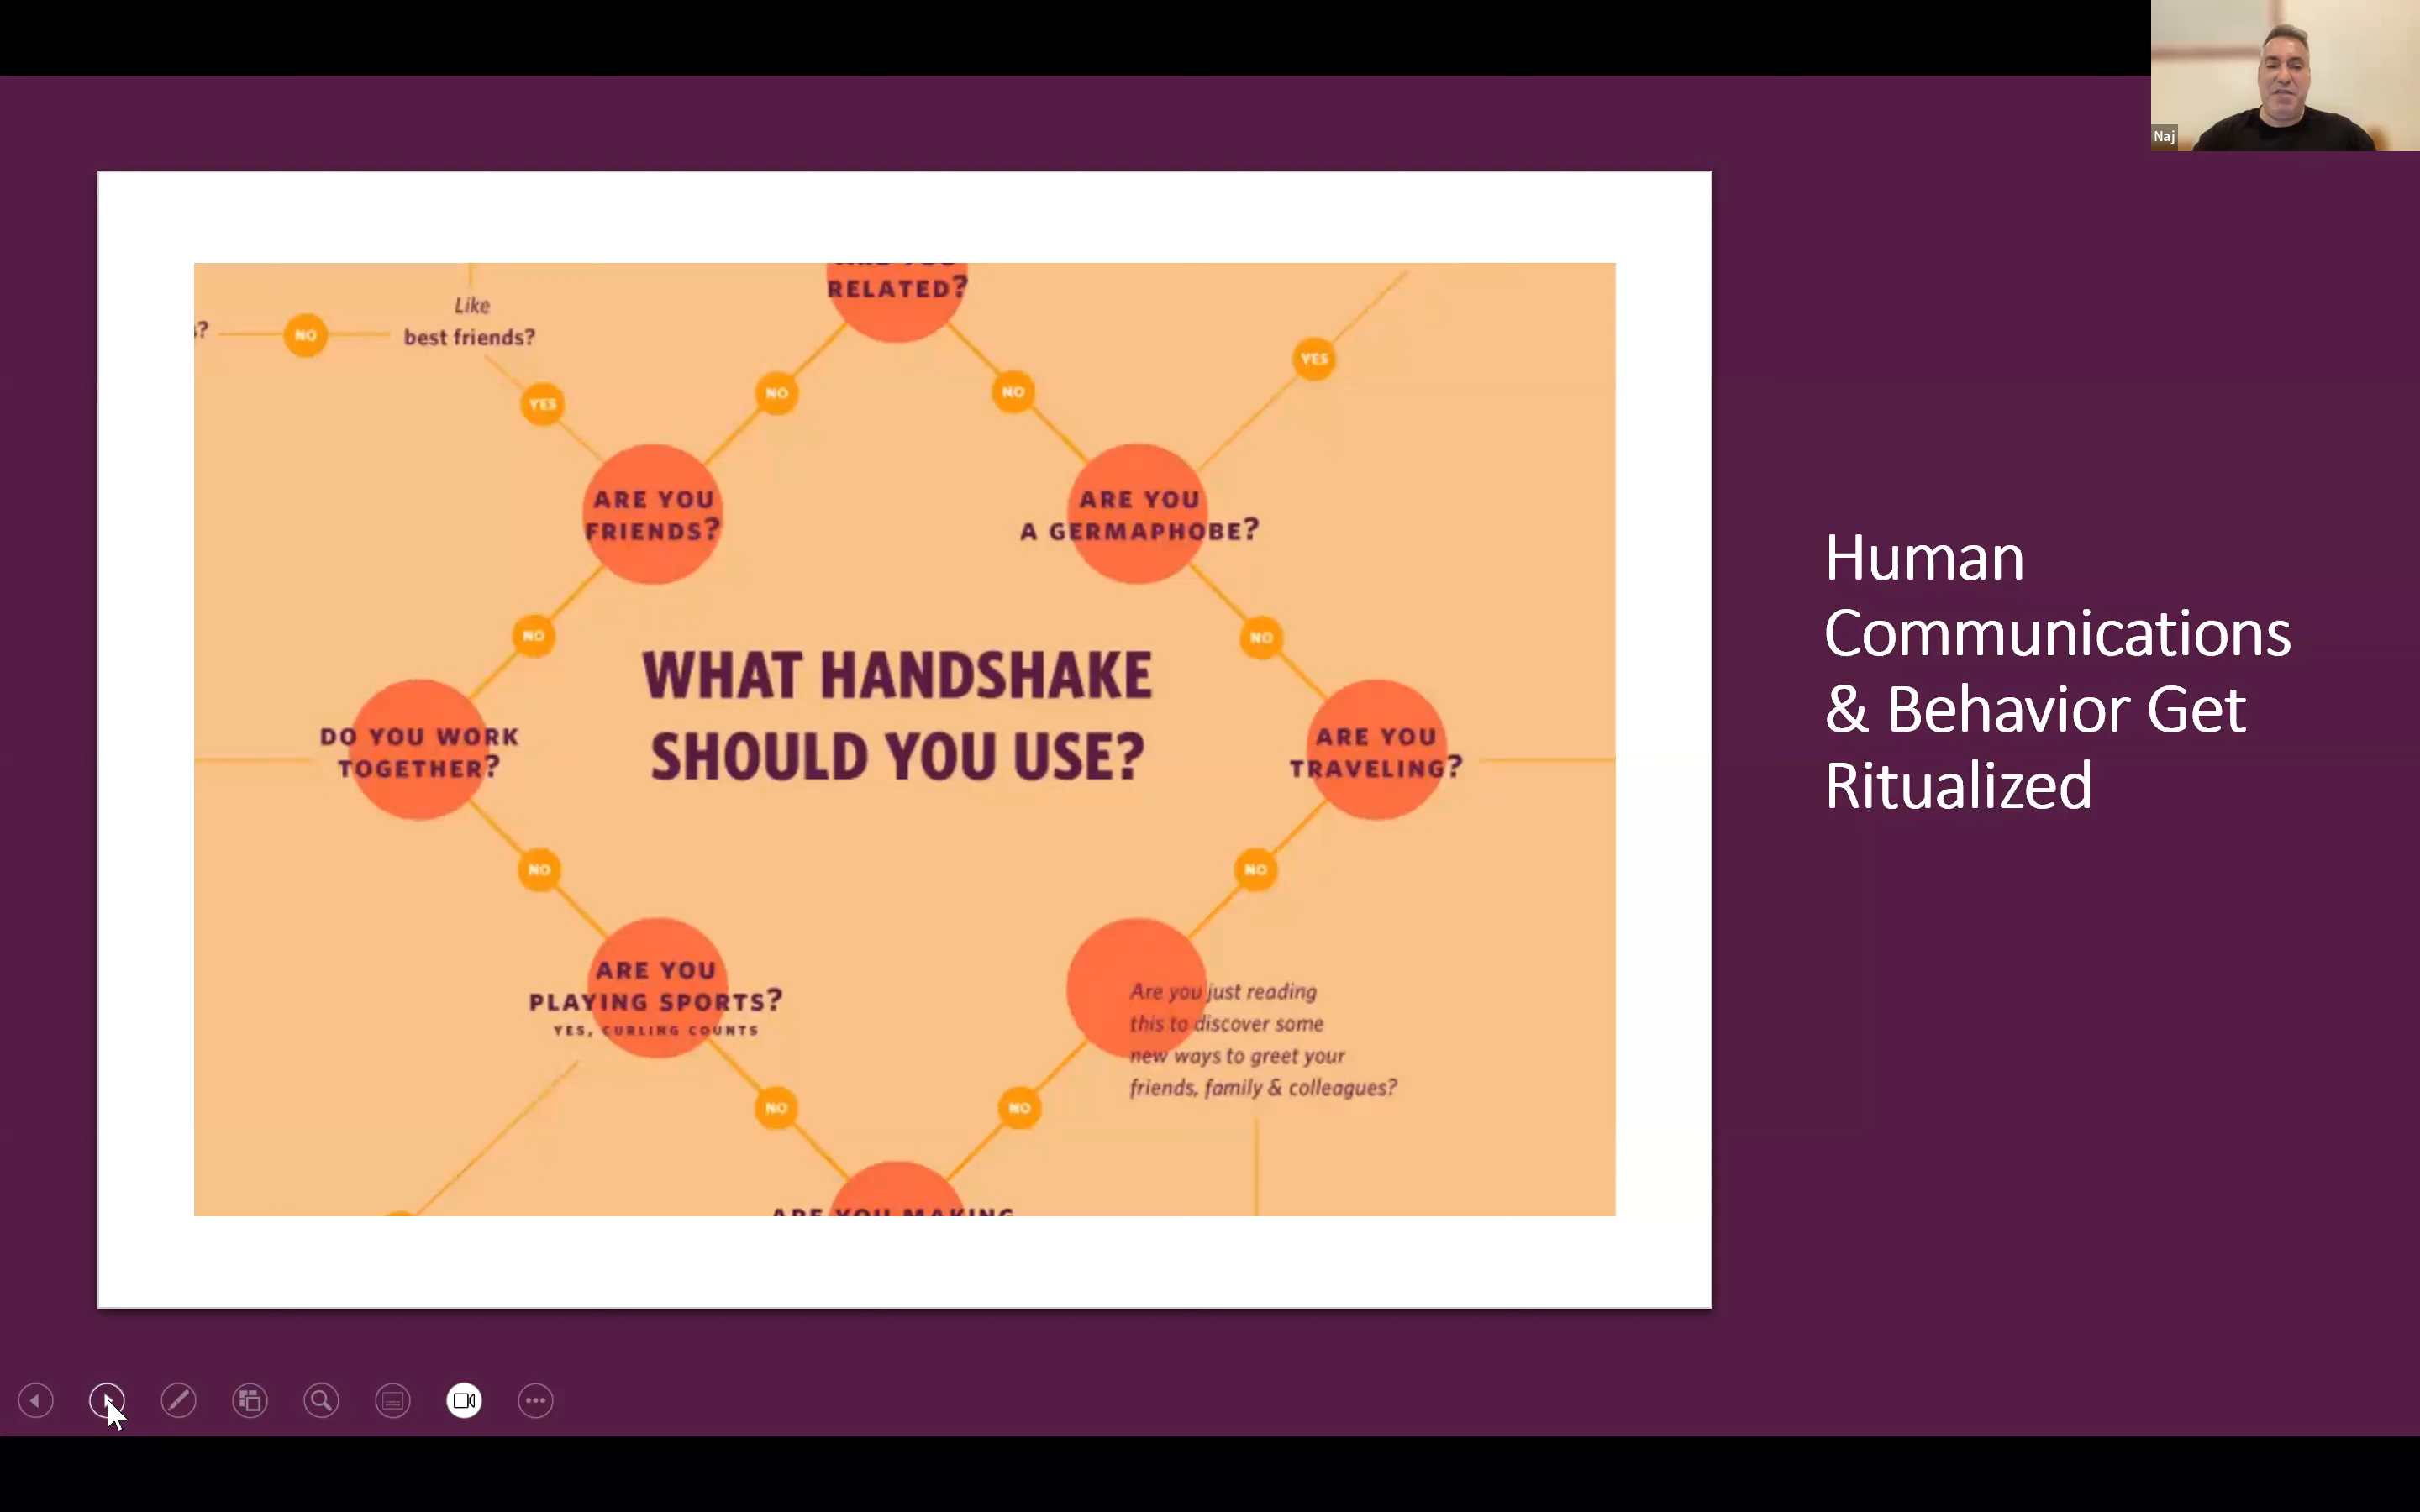 Naj
RELATED?
Like
best friends?
NO
YES
YES
NO
NO
ARE YOU
FRIENDS?
ARE YOU
A GERMAPHOBE?
NO
NO
WHAT HANDSHAKE
SHOULD YOU USE?
DO YOU WORK
TOGETHER?
ARE YOU
TRAVELING?
NO
NO
ARE YOU
PLAYING SPORTS?
YES, CURLING COUNTS
Are you just reading
this to discover some
new ways to greet your
friends, family & colleagues?
NO
NO
ARE YOU MAKING
Human
Communications
& Behavior Get
Ritualized